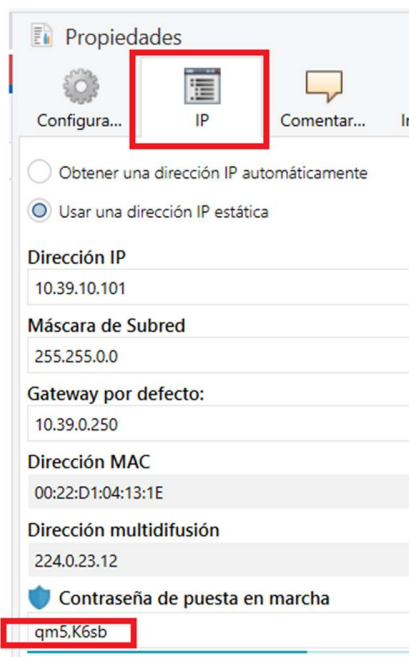 Propiedades
Configura... IP Comentar... Ir
Obtener una dirección IP automáticamente
Usar una dirección IP estática
Dirección IP
10.39.10.101
Máscara de Subred
255.255.0.0
Gateway por defecto:
10.39.0.250
Dirección MAC
00:22:D1:04:13:1E
Dirección multidifusión
224.0.23.12
Contraseña de puesta en marcha
qm5,K6sb